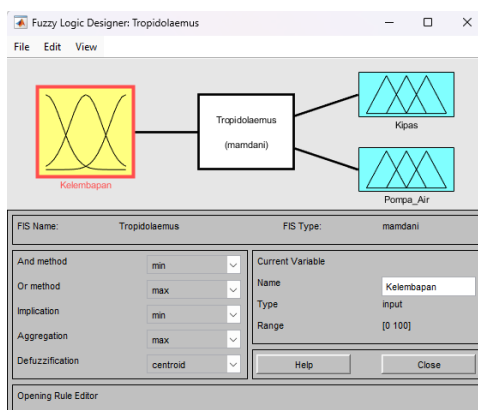 Fuzzy Logic Designer: Tropidolaemus
File Edit View
Tropidolaemus
(mamdani)
Kelembapan
Kipas
Pompa_Air
FIS Name: Tropidolaemus FIS Type: mamdani
And method min
Or method max
Implication min
Aggregation max
Defuzzification centroid
Current Variable
Name Kelembapan
Type input
Range [0 100]
Help Close
Opening Rule Editor